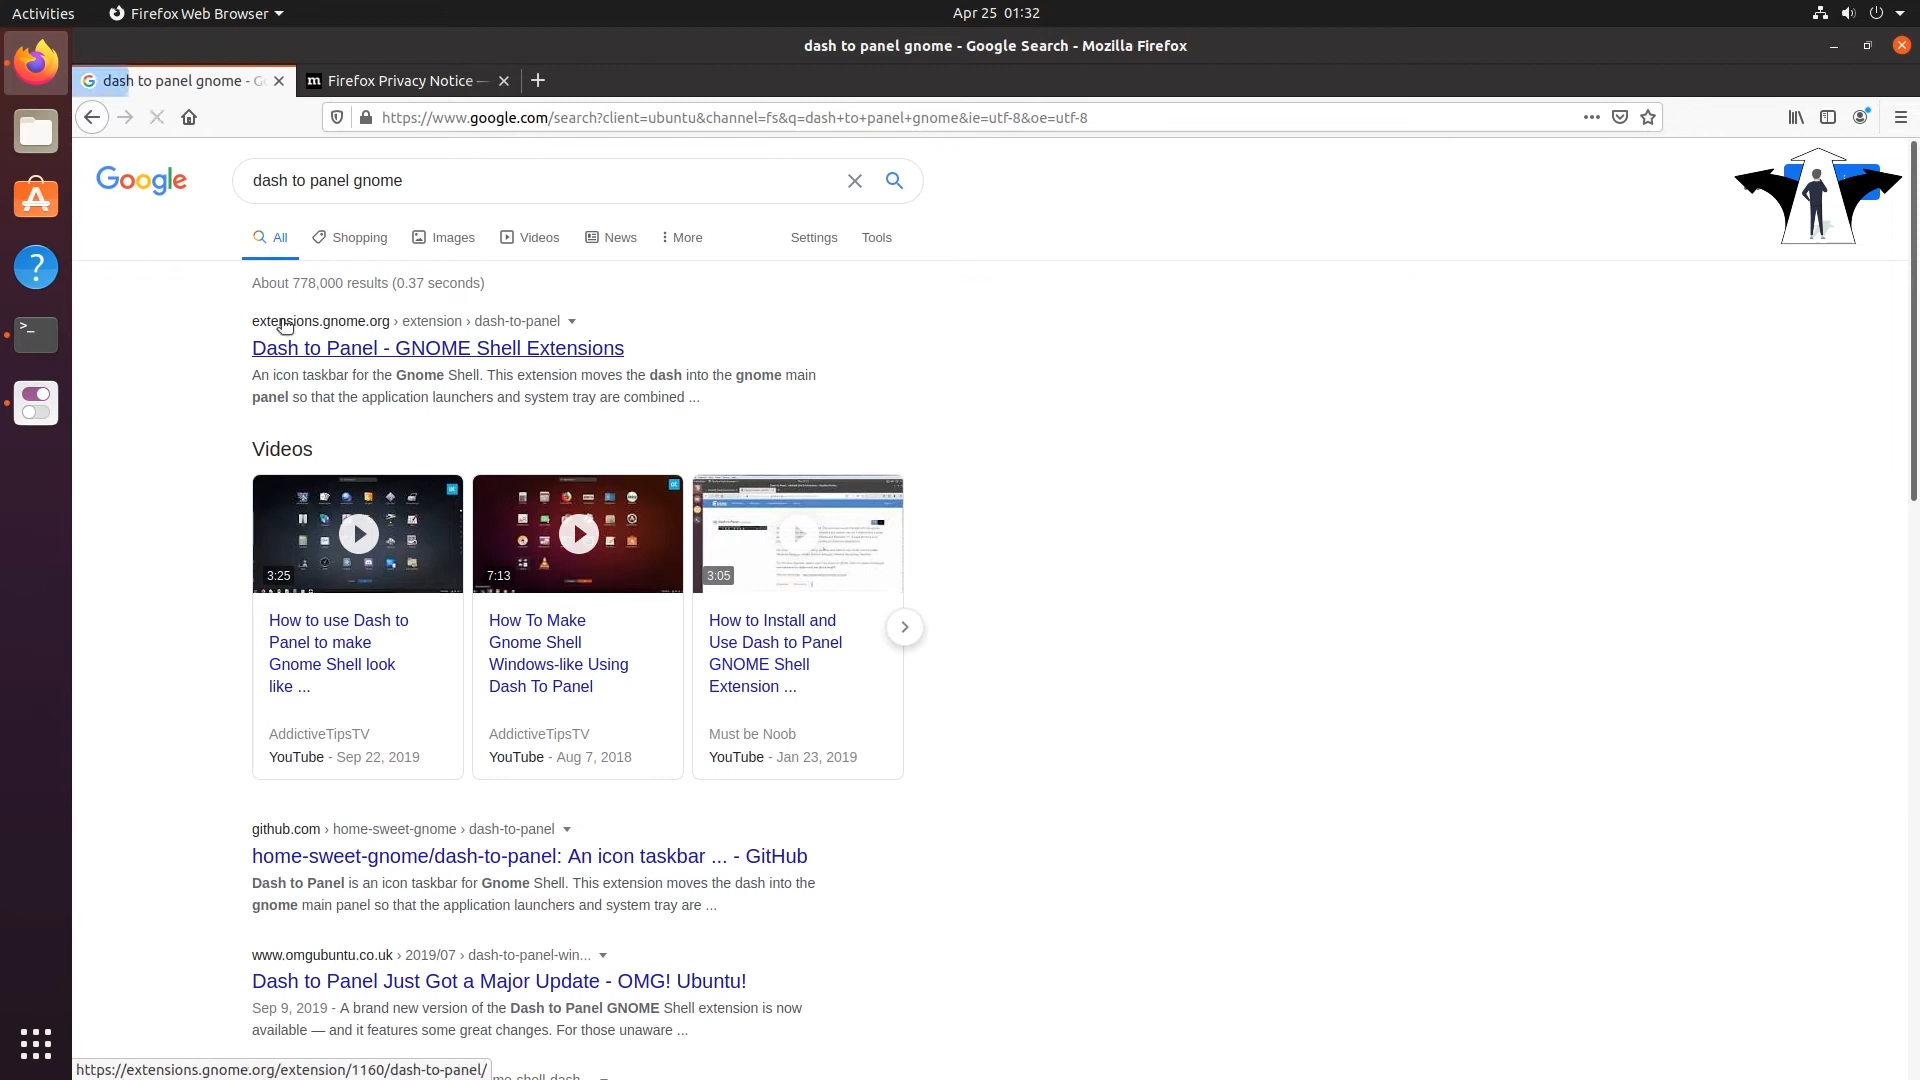 Activities
Firefox Web Browser
Apr 25 01:32
dash to panel gnome - Google Search - Mozilla Firefox
dash to panel gnome - G
Firefox Privacy Notice —
https://www.google.com/search?client=ubuntu&channel=fs&q=dash+to+panel+gnome&ie=utf-8&oe=utf-8
Google
dash to panel gnome
All
Shopping
Images
Videos
News
More
Settings
Tools
About 778,000 results (0.37 seconds)
extensions.gnome.org › extension › dash-to-panel
Dash to Panel - GNOME Shell Extensions
An icon taskbar for the Gnome Shell. This extension moves the dash into the gnome main
panel so that the application launchers and system tray are combined ...
Videos
3:25
7:13
3:05
How to use Dash to
Panel to make
Gnome Shell look
like ...
AddictiveTipsTV
YouTube - Sep 22, 2019
How To Make
Gnome Shell
Windows-like Using
Dash To Panel
AddictiveTipsTV
YouTube - Aug 7, 2018
How to Install and
Use Dash to Panel
GNOME Shell
Extension ...
Must be Noob
YouTube - Jan 23, 2019
github.com › home-sweet-gnome › dash-to-panel
home-sweet-gnome/dash-to-panel: An icon taskbar ... - GitHub
Dash to Panel is an icon taskbar for Gnome Shell. This extension moves the dash into the
gnome main panel so that the application launchers and system tray are ...
www.omgubuntu.co.uk › 2019/07 › dash-to-panel-win...
Dash to Panel Just Got a Major Update - OMG! Ubuntu!
Sep 9, 2019 - A brand new version of the Dash to Panel GNOME Shell extension is now
available — and it features some great changes. For those unaware ...
https://extensions.gnome.org/extension/1160/dash-to-panel/